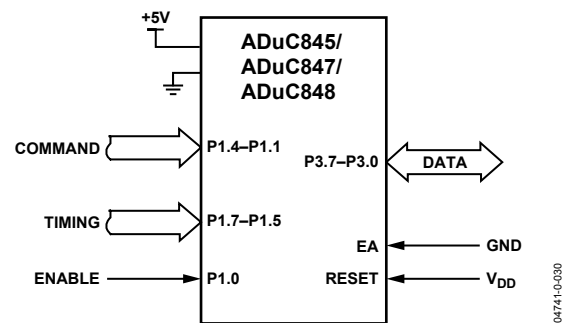 +5V
ADuC845/
ADuC847/
ADuC848
COMMAND
P1.4–P1.1
P3.7–P3.0
DATA
TIMING
P1.7–P1.5
EA
GND
ENABLE
P1.0
RESET
VDD
04741-0-030